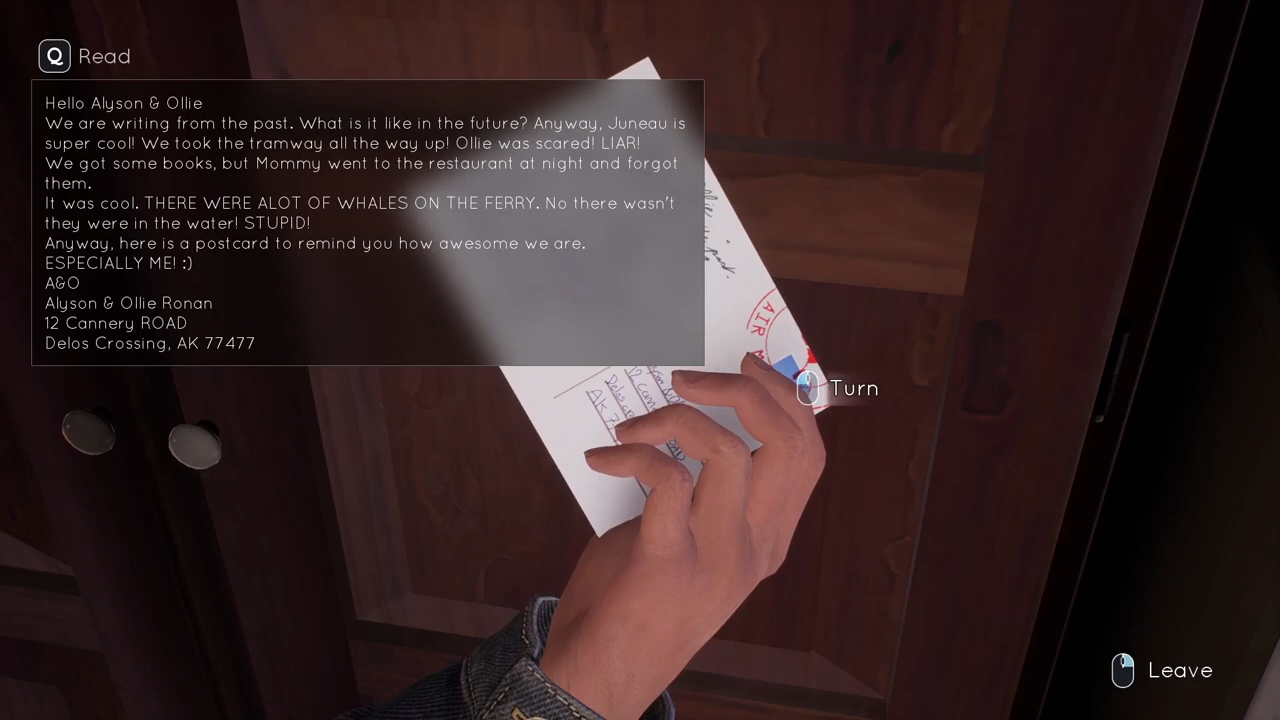 Q Read
Hello Alyson & Ollie
We are writing from the past. What is it like in the future? Anyway, Juneau is
super cool! We took the tramway all the way up! Ollie was scared! LIAR!
We got some books, but Mommy went to the restaurant at night and forgot
them.
It was cool. THERE WERE ALOT OF WHALES ON THE FERRY. No there wasn't
they were in the water! STUPID!
Anyway, here is a postcard to remind you how awesome we are.
ESPECIALLY ME! :)
A&O
Alyson & Ollie Ronan
12 Cannery ROAD
Delos Crossing, AK 77477
AIR
12
AK
Turn
Leave